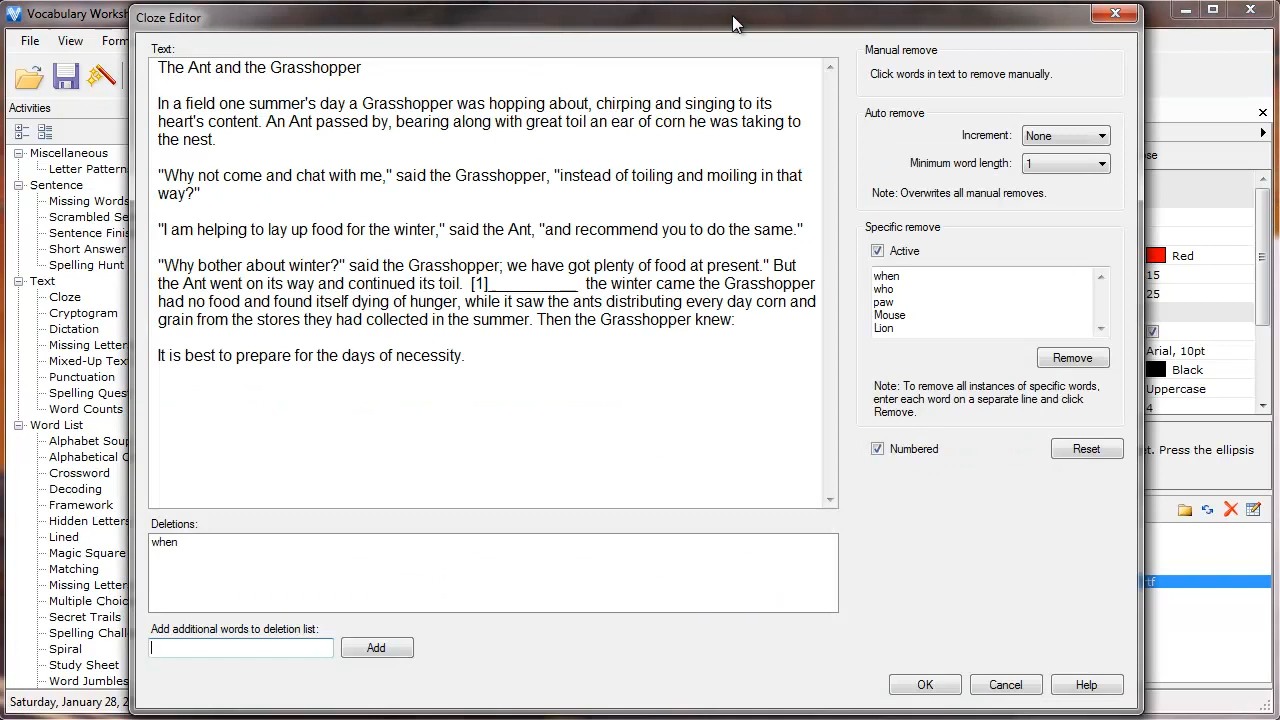 Vocabulary Worksh
Cloze Editor
File
View
Form
Activities
Miscellaneous
Letter Pattern
Sentence
Missing Words
Scrambled Se
Sentence Finis
Short Answer
Spelling Hunt
Text
Cloze
Cryptogram
Dictation
Missing Letter
Mixed-Up Text
Punctuation
Spelling Ques
Word Counts
Word List
Alphabet Soup
Alphabetical O
Crossword
Decoding
Framework
Hidden Letters
Lined
Magic Square
Matching
Missing Letter
Multiple Choic
Secret Trails
Spelling Challe
Spiral
Study Sheet
Word Jumbles
Saturday, January 28, 2
Text:
The Ant and the Grasshopper
In a field one summer's day a Grasshopper was hopping about, chirping and singing to its
heart's content. An Ant passed by, bearing along with great toil an ear of corn he was taking to
the nest.
"Why not come and chat with me," said the Grasshopper, "instead of toiling and moiling in that
way?"
"I am helping to lay up food for the winter," said the Ant, "and recommend you to do the same."
"Why bother about winter?" said the Grasshopper; we have got plenty of food at present." But
the Ant went on its way and continued its toil. [1]__________ the winter came the Grasshopper
had no food and found itself dying of hunger, while it saw the ants distributing every day corn and
grain from the stores they had collected in the summer. Then the Grasshopper knew:
It is best to prepare for the days of necessity.
Deletions:
when
Add additional words to deletion list:
Add
Manual remove
Click words in text to remove manually.
Auto remove
Increment: None
Minimum word length: 1
Note: Overwrites all manual removes.
Specific remove
Active
when
who
paw
Mouse
Lion
Remove
Note: To remove all instances of specific words,
enter each word on a separate line and click
Remove.
Numbered
Reset
OK
Cancel
Help
ose
Red
15
25
Arial, 10pt
Black
Uppercase
4
t. Press the ellipsis
tf